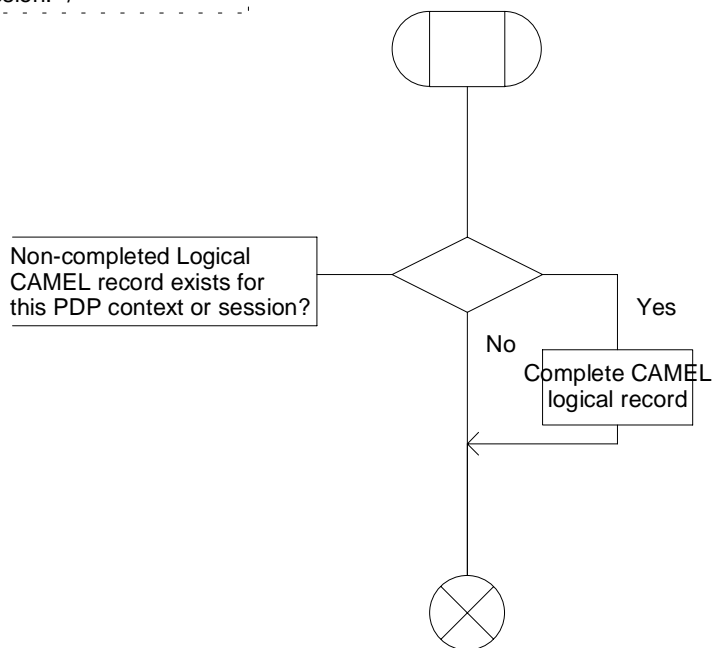 Non-completed Logical
CAMEL record exists for
this PDP context or session?
Yes
No
Complete CAMEL
logical record